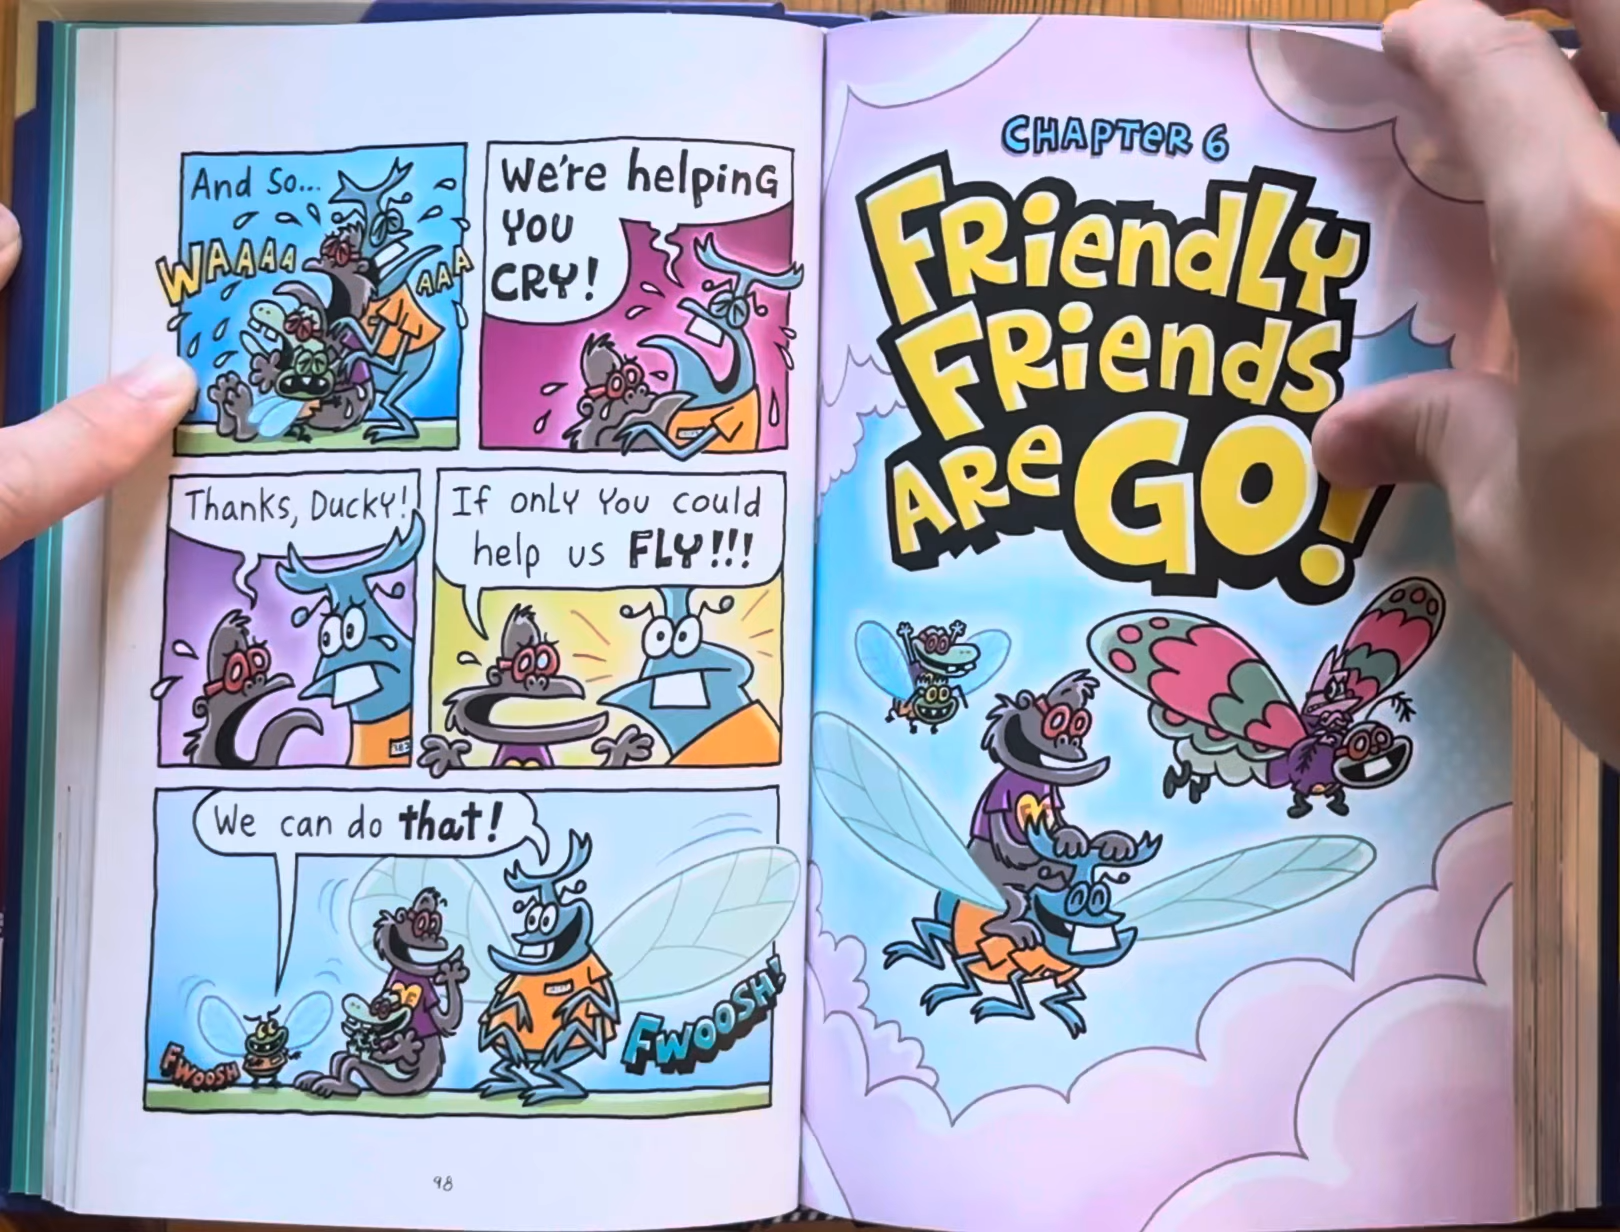 And So...
WAAAA
AAA
We're helping
you
CRY!
Thanks, Ducky!
If only you could
help us FLY!!!
We can do that!
FWOOSH
FWOOSH!
98
CHAPTER 6
FRIENDLY
FRIENDS
ARE GO!